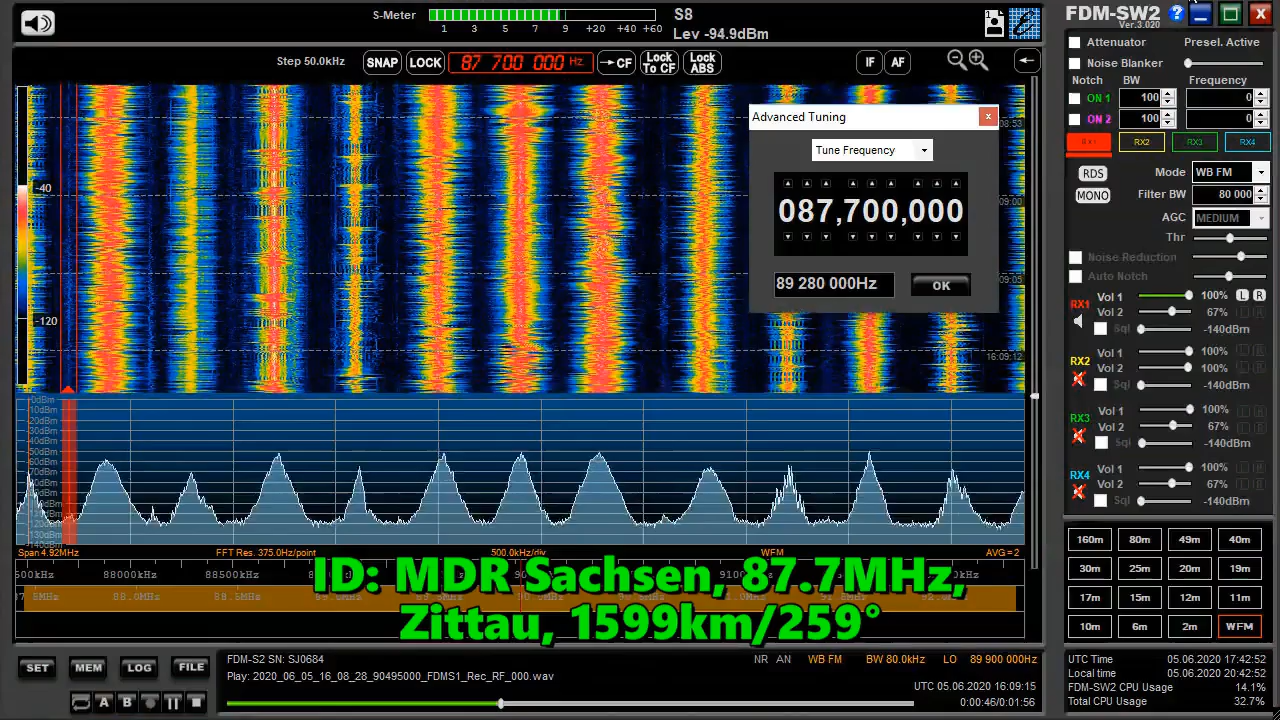 S-Meter
1 3 5 7 9 +20 +40 +60
S8
Lev -94.9dBm
FDM-SW2
Ver.3.020
Step 50.0kHz
SNAP
LOCK
87 700 000 Hz
→CF
Lock To CF
Lock ABS
IF
AF
-40
-120
16:09:12
Advanced Tuning
Tune Frequency
087,700,000
89 280 000Hz
OK
Attenuator
Presel. Active
Noise Blanker
Notch BW Frequency
ON 1 100 0
ON 2 100 0
RX1 RX2 RX3 RX4
RDS
Mode WB FM
MONO
Filter BW 80 000
AGC MEDIUM
Thr
Noise Reduction
Auto Notch
RX1
Vol 1 100% L R
Vol 2 67%
Sql -140dBm
RX2
Vol 1 100%
Vol 2 100%
Sql -140dBm
RX3
Vol 1 100%
Vol 2 67%
Sql -140dBm
RX4
Vol 1 100%
Vol 2 67%
Sql -140dBm
160m 80m 49m 40m
30m 25m 20m 19m
17m 15m 12m 11m
10m 6m 2m WFM
Span 4.92MHz
FFT Res. 375.0Hz/point
500.0kHz/div
WFM
AVG=2
88000kHz 88500kHz
88.0MHz 88.5MHz
ID: MDR Sachsen, 87.7MHz,
Zittau, 1599km/259°
SET
MEM
LOG
FILE
A
B
FDM-S2 SN: SJ0684
NR AN WB FM BW 80.0kHz LO 89 900 000Hz
Play: 2020_06_05_16_08_28_90495000_FDMS1_Rec_RF_000.wav
UTC 05.06.2020 16:09:15
0:00:46/0:01:56
UTC Time 05.06.2020 17:42:52
Local time 05.06.2020 20:42:52
FDM-SW2 CPU Usage 14.1%
Total CPU Usage 32.7%